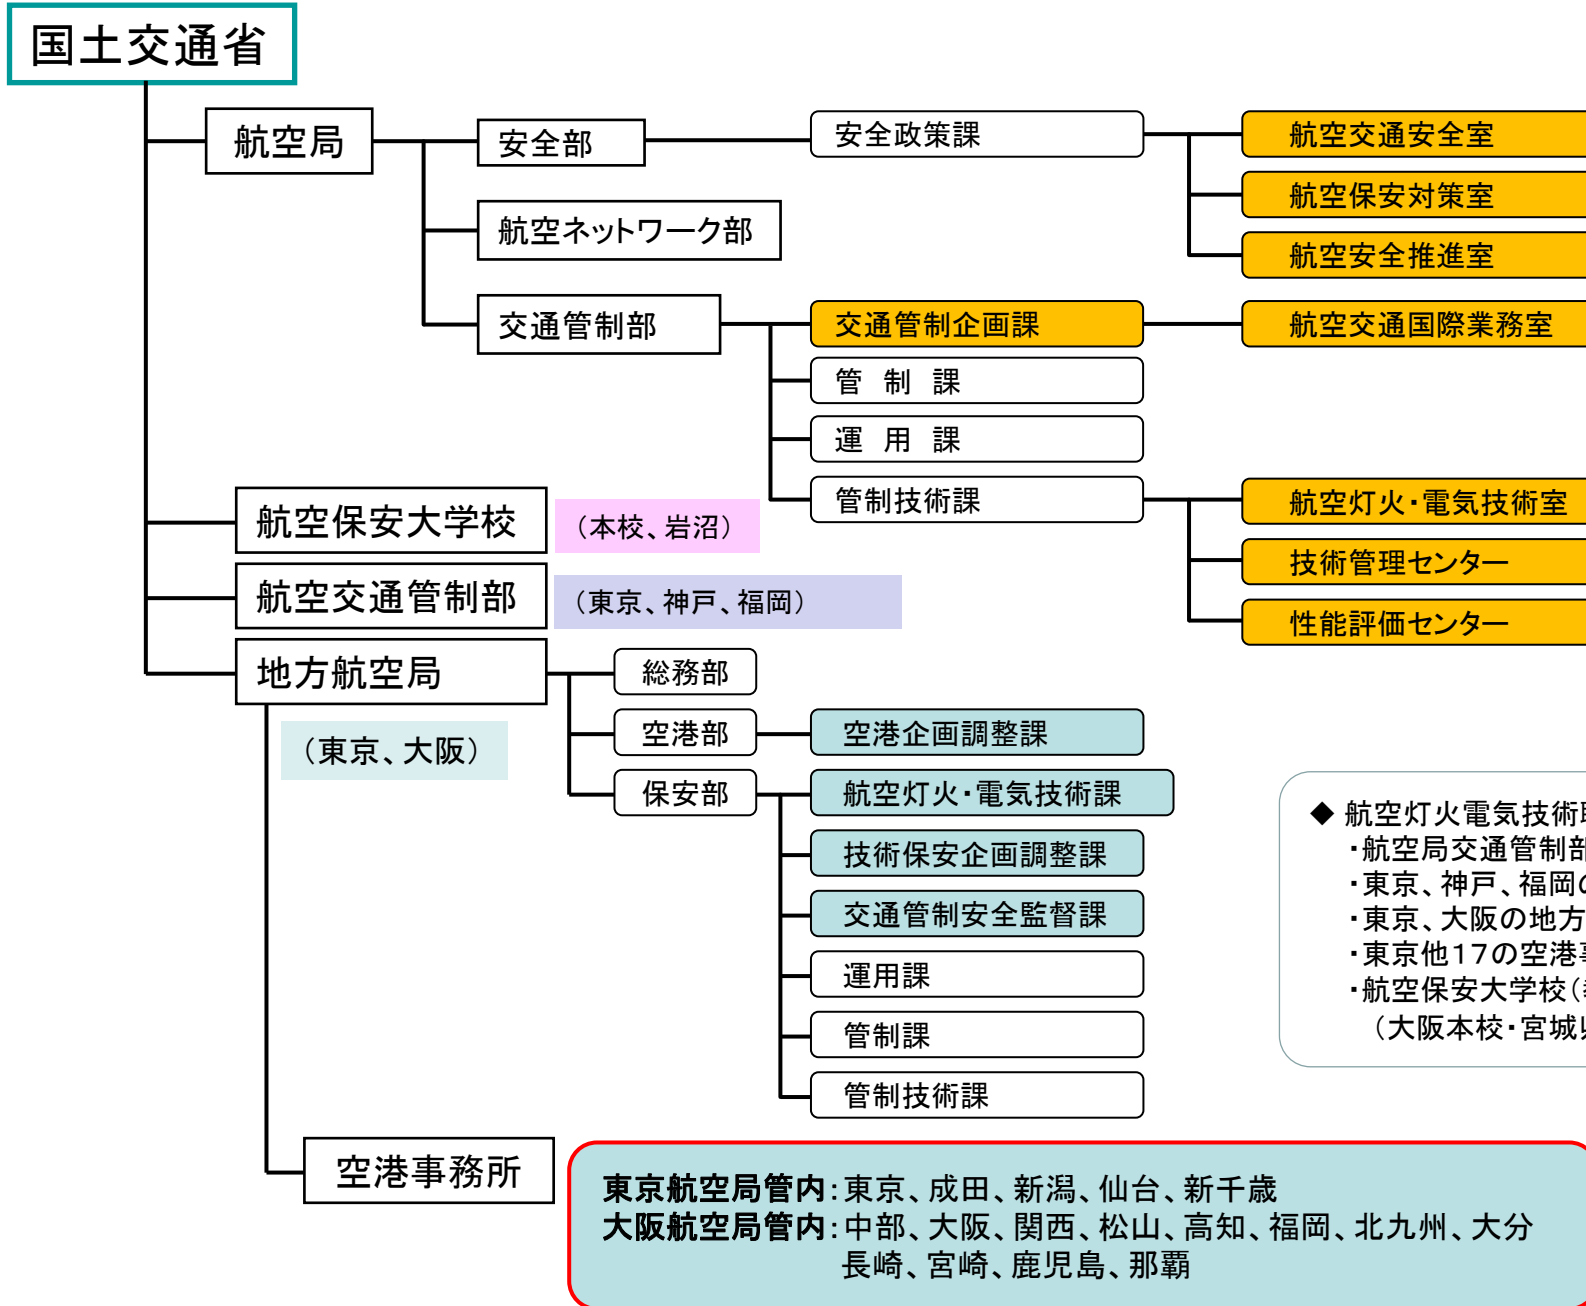 国土交通省
航空局
安全部
安全政策課
航空交通安全室
航空保安対策室
航空安全推進室
航空ネットワーク部
交通管制部
交通管制企画課
航空交通国際業務室
管　制　課
運　用　課
管制技術課
航空灯火・電気技術室
技術管理センター
性能評価センター
航空保安大学校
（本校、岩沼）
航空交通管制部
（東京、神戸、福岡）
地方航空局
（東京、大阪）
総務部
空港部
空港企画調整課
保安部
航空灯火・電気技術課
技術保安企画調整課
交通管制安全監督課
運用課
管制課
管制技術課
◆ 航空灯火電気技術
・航空局交通管制部
・東京、神戸、福岡の
・東京、大阪の地方
・東京他１７の空港
・航空保安大学校（
（大阪本校・宮城
空港事務所
東京航空局管内：東京、成田、新潟、仙台、新千歳
大阪航空局管内：中部、大阪、関西、松山、高知、福岡、北九州、大分
長崎、宮崎、鹿児島、那覇